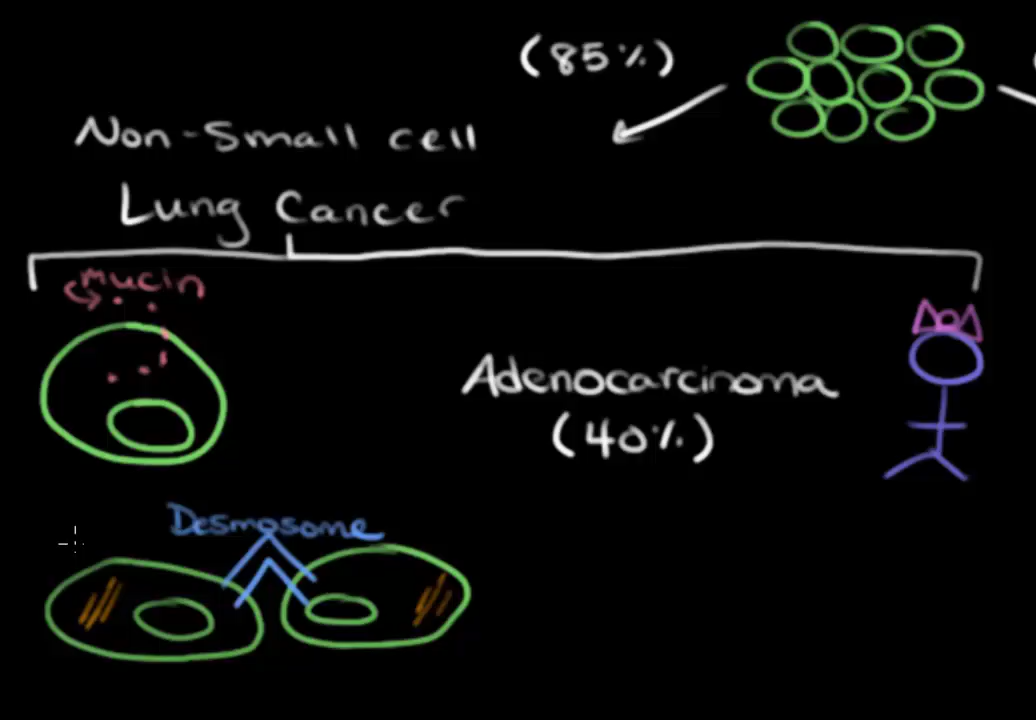 (85%)
Non-Small cell
Lung Cancer
mucin
Adenocarcinoma
(40%)
Desmosome